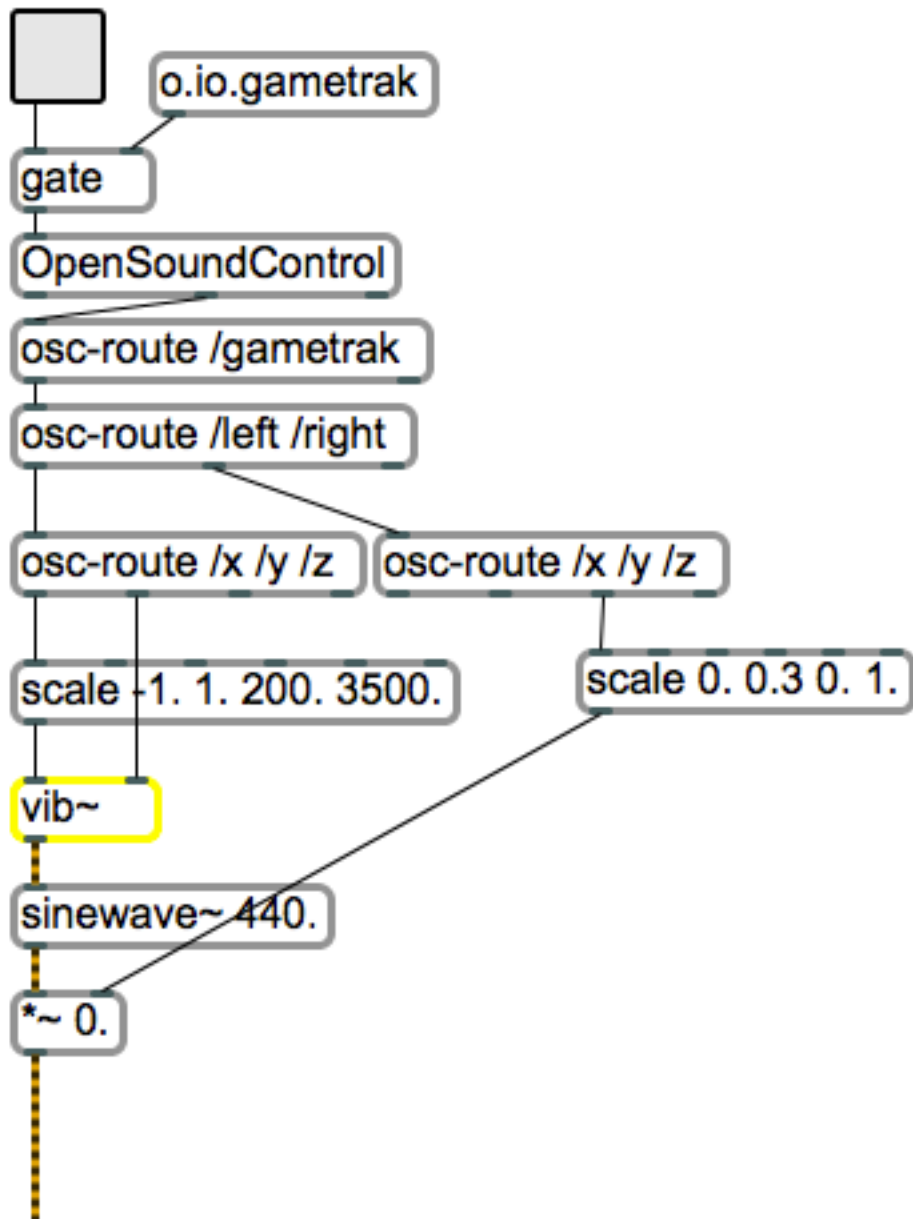 o.io.gametrak
gate
OpenSoundControl
osc-route /gametrak
osc-route /left /right
osc-route /x /y /z
osc-route /x /y /z
scale -1. 1. 200. 3500.
scale 0. 0.3 0. 1.
vib~
sinewave~ 440.
*~ 0.